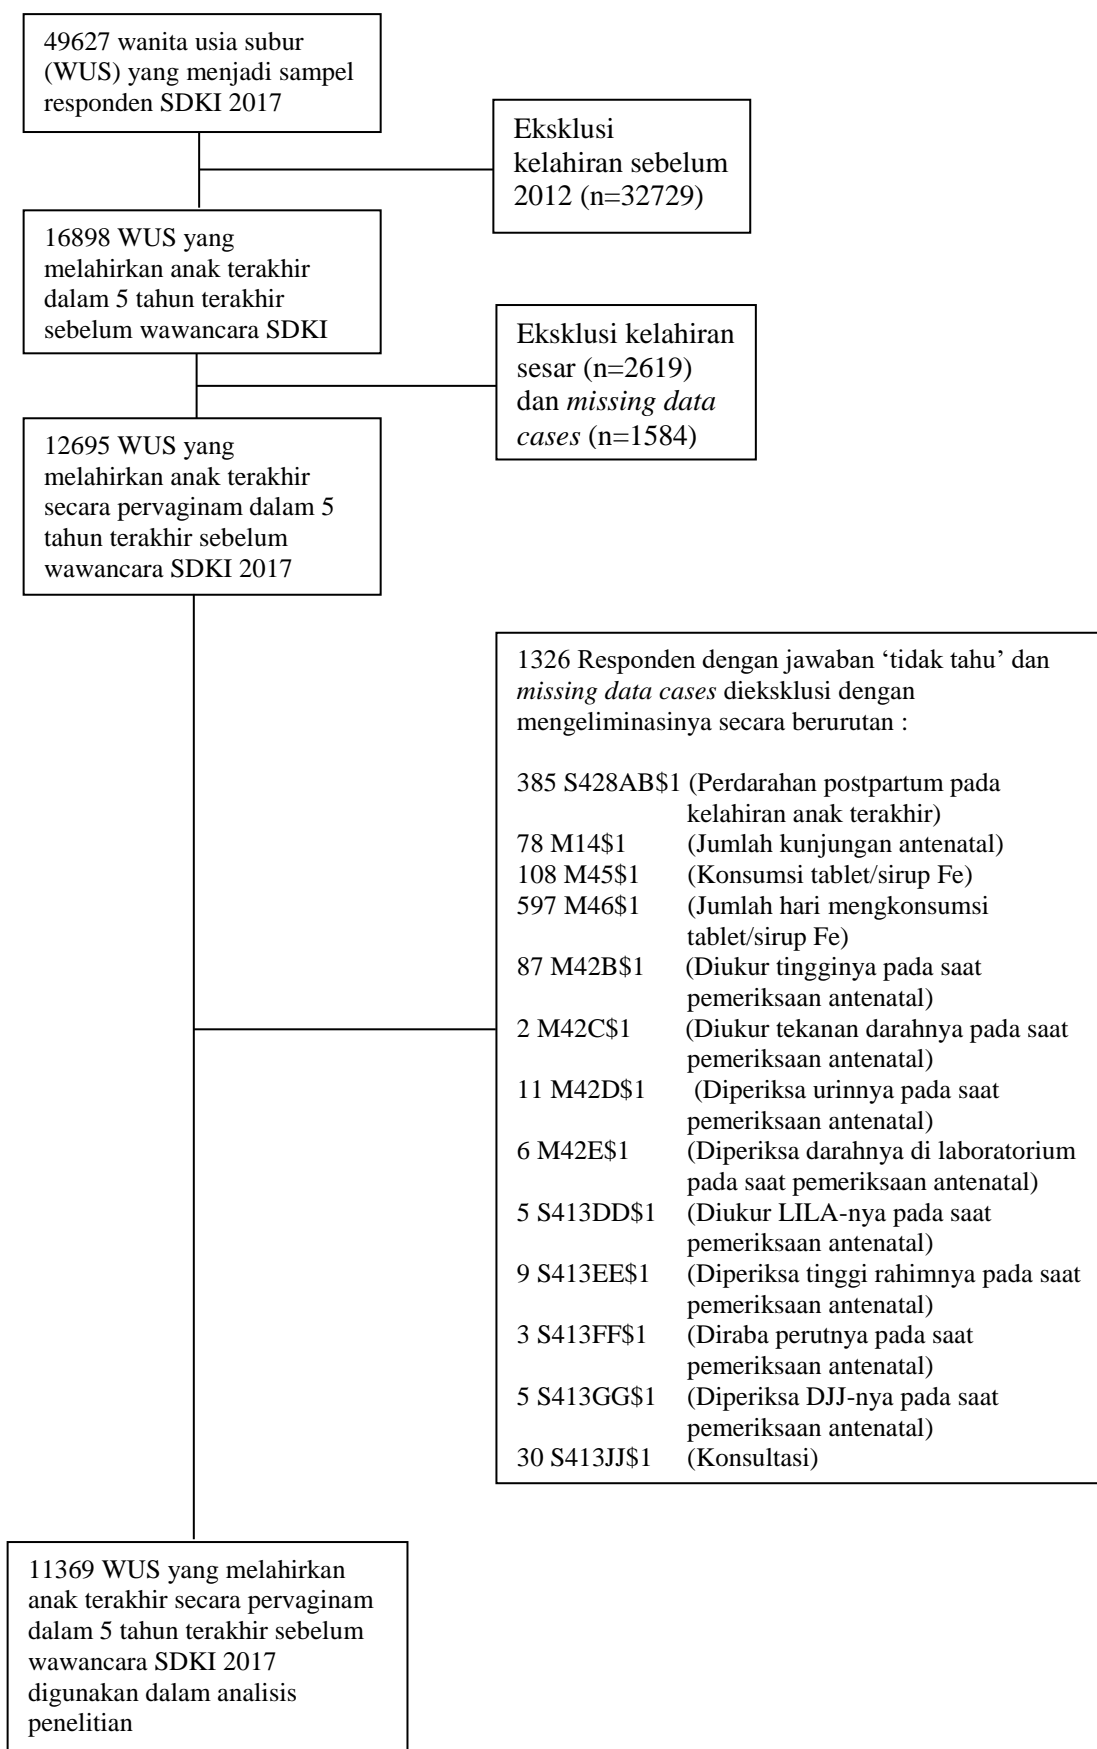 49627 wanita usia subur
(WUS) yang menjadi sampel
responden SDKI 2017
Eksklusi
kelahiran sebelum
2012 (n=32729)
16898 WUS yang
melahirkan anak terakhir
dalam 5 tahun terakhir
sebelum wawancara SDKI
Eksklusi kelahiran
sesar (n=2619)
dan missing data
cases (n=1584)
12695 WUS yang
melahirkan anak terakhir
secara pervaginam dalam 5
tahun terakhir sebelum
wawancara SDKI 2017
1326 Responden dengan jawaban ‘tidak tahu’ dan
missing data cases dieksklusi dengan
mengeliminasinya secara berurutan :
385 S428AB$1 (Perdarahan postpartum pada
kelahiran anak terakhir)
78 M14$1 (Jumlah kunjungan antenatal)
108 M45$1 (Konsumsi tablet/sirup Fe)
597 M46$1 (Jumlah hari mengkonsumsi
tablet/sirup Fe)
87 M42B$1 (Diukur tingginya pada saat
pemeriksaan antenatal)
2 M42C$1 (Diukur tekanan darahnya pada saat
pemeriksaan antenatal)
11 M42D$1 (Diperiksa urinnya pada saat
pemeriksaan antenatal)
6 M42E$1 (Diperiksa darahnya di laboratorium
pada saat pemeriksaan antenatal)
5 S413DD$1 (Diukur LILA-nya pada saat
pemeriksaan antenatal)
9 S413EE$1 (Diperiksa tinggi rahimnya pada saat
pemeriksaan antenatal)
3 S413FF$1 (Diraba perutnya pada saat
pemeriksaan antenatal)
5 S413GG$1 (Diperiksa DJJ-nya pada saat
pemeriksaan antenatal)
30 S413JJ$1 (Konsultasi)
11369 WUS yang melahirkan
anak terakhir secara pervaginam
dalam 5 tahun terakhir sebelum
wawancara SDKI 2017
digunakan dalam analisis
penelitian